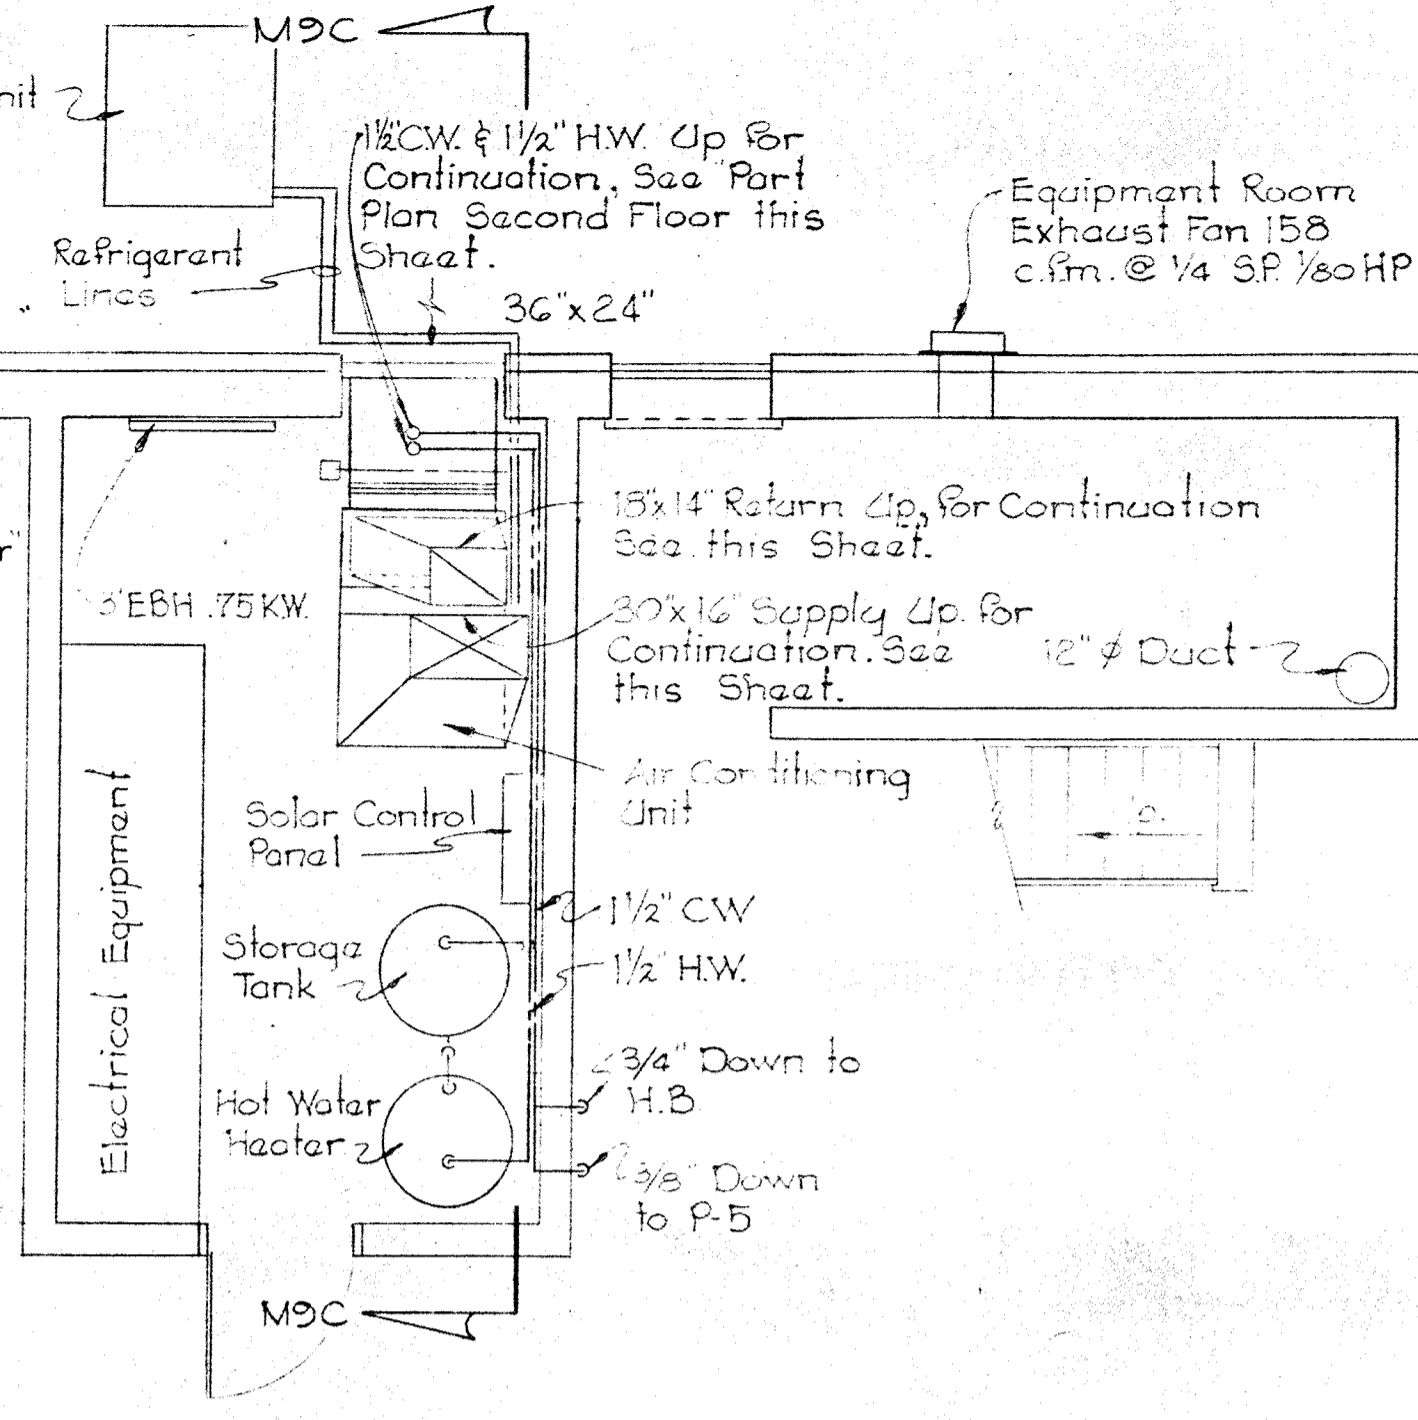 M9C
nit
1½"C.W. & 1½" H.W. Up for
Continuation, See Part
Plan Second Floor this
Sheet.
Equipment Room
Exhaust Fan 158
c.f.m. @ ¼ S.P. 1/80 HP
Refrigerant
Lines
36"x24"
18"x14" Return Up, for Continuation
See this Sheet.
3' EBH .75 KW.
30"x16" Supply Up. for
Continuation. See
this Sheet.
12" ø Duct
Air Conditioning
Unit
Solar Control
Panel
Electrical Equipment
1½" CW
Storage
Tank
1½" H.W.
3/4" Down to
H.B
Hot Water
Heater
3/8" Down
to P-5
M9C